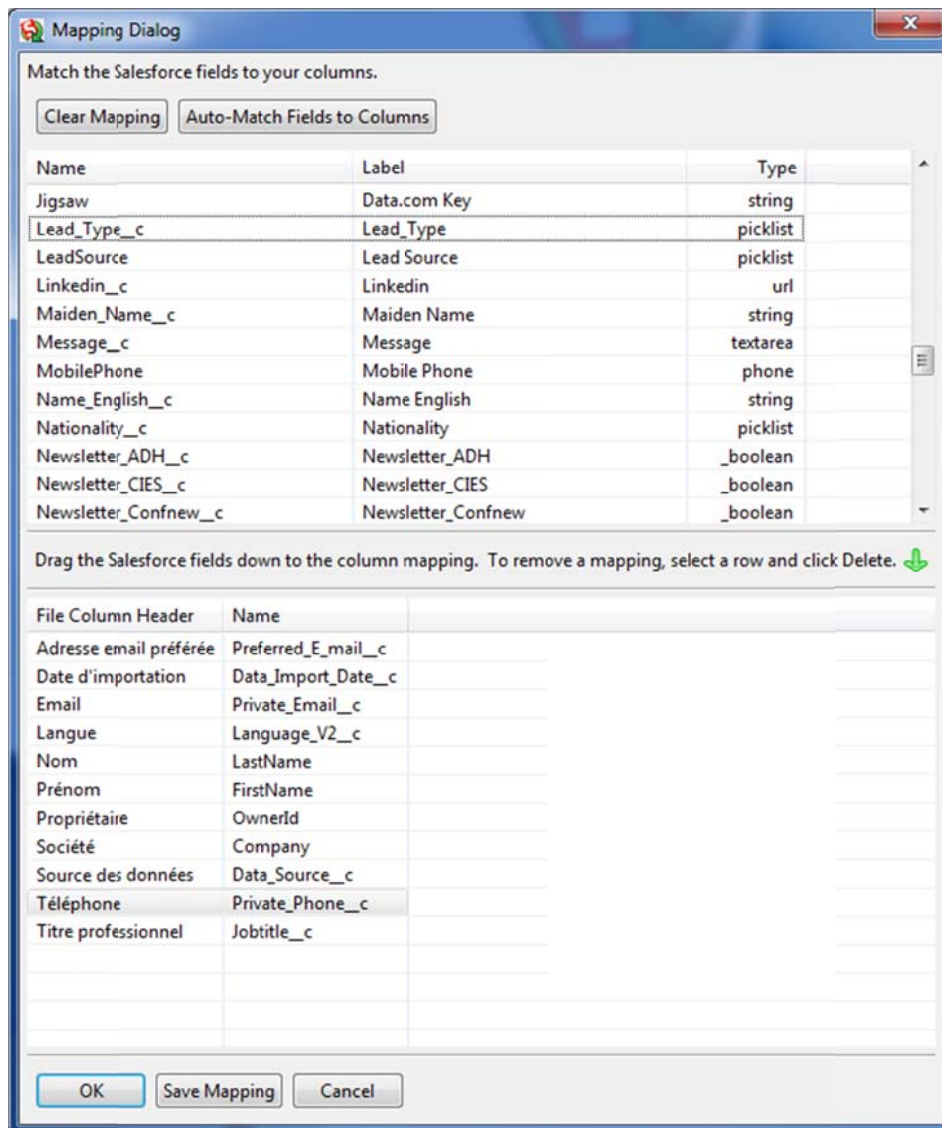 Mapping Dialog
Match the Salesforce fields to your columns.
Clear Mapping Auto-Match Fields to Columns
Name Label Type
Jigsaw Data.com Key string
Lead_Type__c Lead_Type picklist
LeadSource Lead Source picklist
Linkedin__c Linkedin url
Maiden_Name__c Maiden Name string
Message__c Message textarea
MobilePhone Mobile Phone phone
Name_English__c Name English string
Nationality__c Nationality picklist
Newsletter_ADH__c Newsletter_ADH _boolean
Newsletter_CIES__c Newsletter_CIES _boolean
Newsletter_Confnew__c Newsletter_Confnew _boolean
Drag the Salesforce fields down to the column mapping. To remove a mapping, select a row and click Delete.
File Column Header Name
Adresse email préférée Preferred_E_mail__c
Date d'importation Data_Import_Date__c
Email Private_Email__c
Langue Language_V2__c
Nom LastName
Prénom FirstName
Propriétaire OwnerId
Société Company
Source des données Data_Source__c
Téléphone Private_Phone__c
Titre professionnel Jobtitle__c
OK Save Mapping Cancel